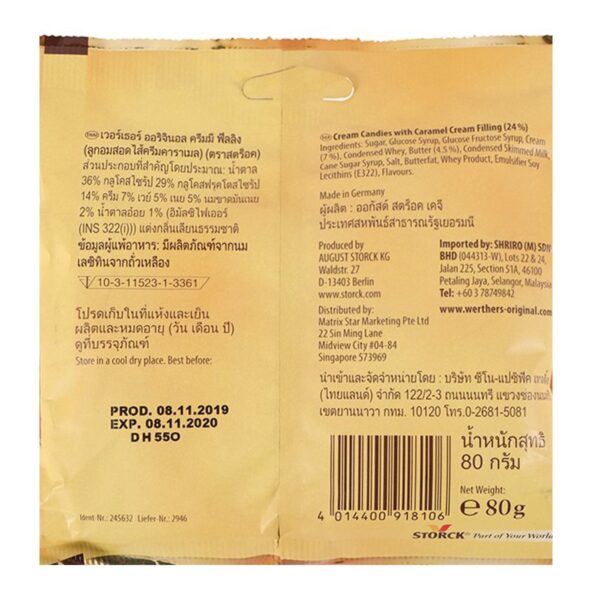 เวอร์เธอร์ ออริจินอล ครีมมี่ ฟิลลิ่ง
(ลูกอมสอดไส้ครีมคาราเมล) (ตราสต๊อค)
ส่วนประกอบที่สำคัญโดยประมาณ: น้ำตาล
36% กลูโคสไซรัป 29% กลูโคสฟรุคโตสไซรัป
14% ครีม 7% เวย์ 5% เนย 5% นมขาดมันเนย
2% น้ำตาลอ้อย 1% (อิมัลซิไฟเออร์
(INS 322(i))) แต่งกลิ่นเลียนธรรมชาติ
ข้อมูลผู้แพ้อาหาร: มีผลิตภัณฑ์จากนม
เลซิทินจากถั่วเหลือง
10-3-11523-1-3361
โปรดเก็บในที่แห้งและเย็น
ผลิตและหมดอายุ (วัน เดือน ปี)
ดูที่บรรจุภัณฑ์
Store in a cool dry place. Best before:
PROD. 08.11.2019
EXP. 08.11.2020
DH 550
Ident-Nr.: 245632 Liefer-Nr.: 2946
Cream Candies with Caramel Cream Filling (24%)
Ingredients: Sugar, Glucose Syrup, Glucose Fructose Syrup, Cream
(7 %), Condensed Whey, Butter (4.5%), Condensed Skimmed Milk,
Cane Sugar Syrup, Salt, Butterfat, Whey Product, Emulsifier Soy
Lecithins (E322), Flavours.
Made in Germany
ผู้ผลิต : ออกัสต์ สตร๊อค เคจี
ประเทศสหพันธ์สาธารณรัฐเยอรมนี
Produced by
AUGUST STORCK KG
Waldstr. 27
D-13403 Berlin
www.storck.com
Imported by: SHRIRO (M) SDN
BHD (044313-W), Lots 22 & 24,
Jalan 225, Section 51A, 46100
Petaling Jaya, Selangor, Malaysia
Tel: +60 3 78749842
www.werthers-original.com
Distributed by:
Matrix Star Marketing Pte Ltd
22 Sin Ming Lane
Midview City #04-84
Singapore 573969
นำเข้าและจัดจำหน่ายโดย : บริษัท ซีโน-แปซิฟิค
(ไทยแลนด์) จำกัด 122/2-3 ถนนนนทรี แขวงช่องนนทรี
เขตยานนาวา กทม. 10120 โทร.0-2681-5081
น้ำหนักสุทธิ
80 กรัม
Net Weight:
℮ 80g
4 014400 918106
STORCK Part of Your World